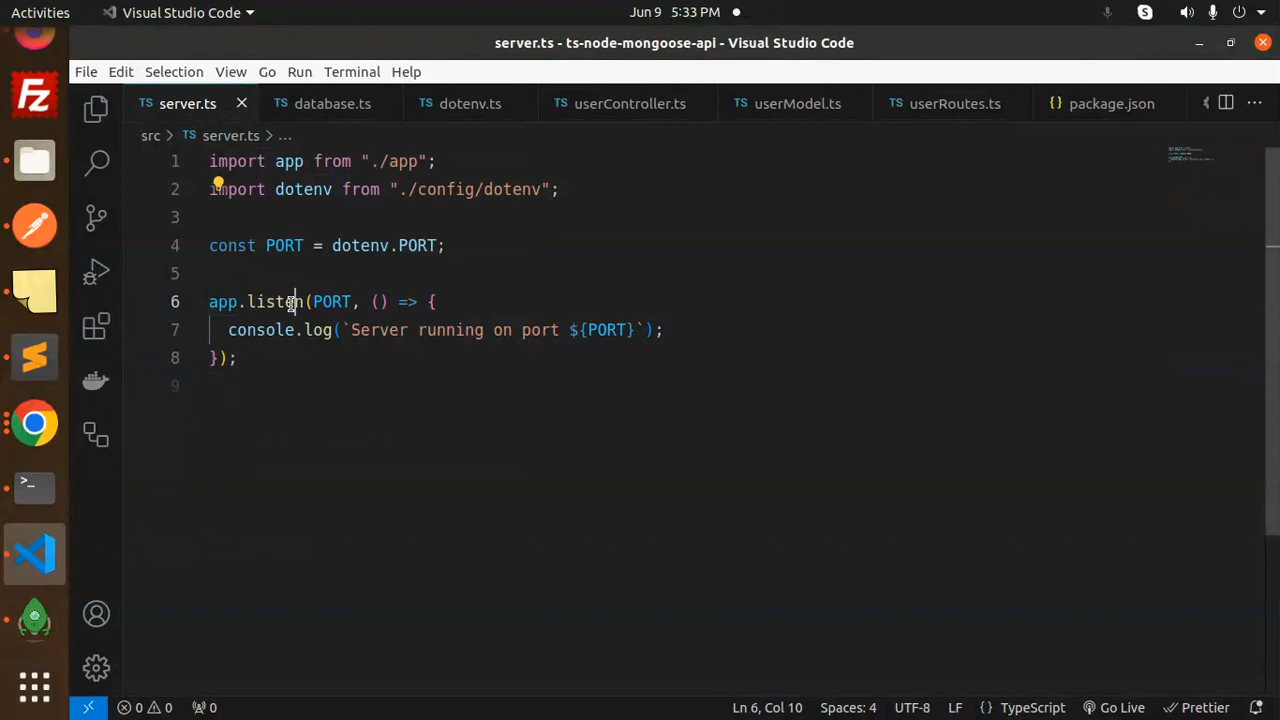 Activities Visual Studio Code Jun 9 5:33 PM
server.ts - ts-node-mongoose-api - Visual Studio Code
File Edit Selection View Go Run Terminal Help
TS server.ts TS database.ts TS dotenv.ts TS userController.ts TS userModel.ts TS userRoutes.ts {} package.json
src > TS server.ts > ...
1 import app from "./app";
2 import dotenv from "./config/dotenv";
3
4 const PORT = dotenv.PORT;
5
6 app.listen(PORT, () => {
7 console.log(`Server running on port ${PORT}`);
8 });
9
0 0 0 Ln 6, Col 10 Spaces: 4 UTF-8 LF {} TypeScript Go Live Prettier